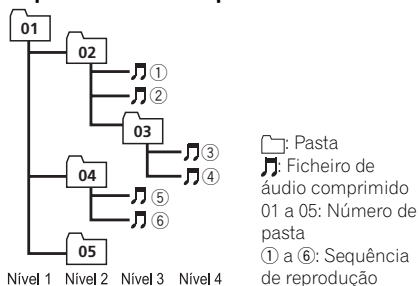 01
02
①
②
03
③
④
04
⑤
⑥
05
Nível 1 Nível 2 Nível 3 Nível 4
: Pasta
: Ficheiro de
áudio comprimido
01 a 05: Número de
pasta
① a ⑥: Sequência
de reprodução